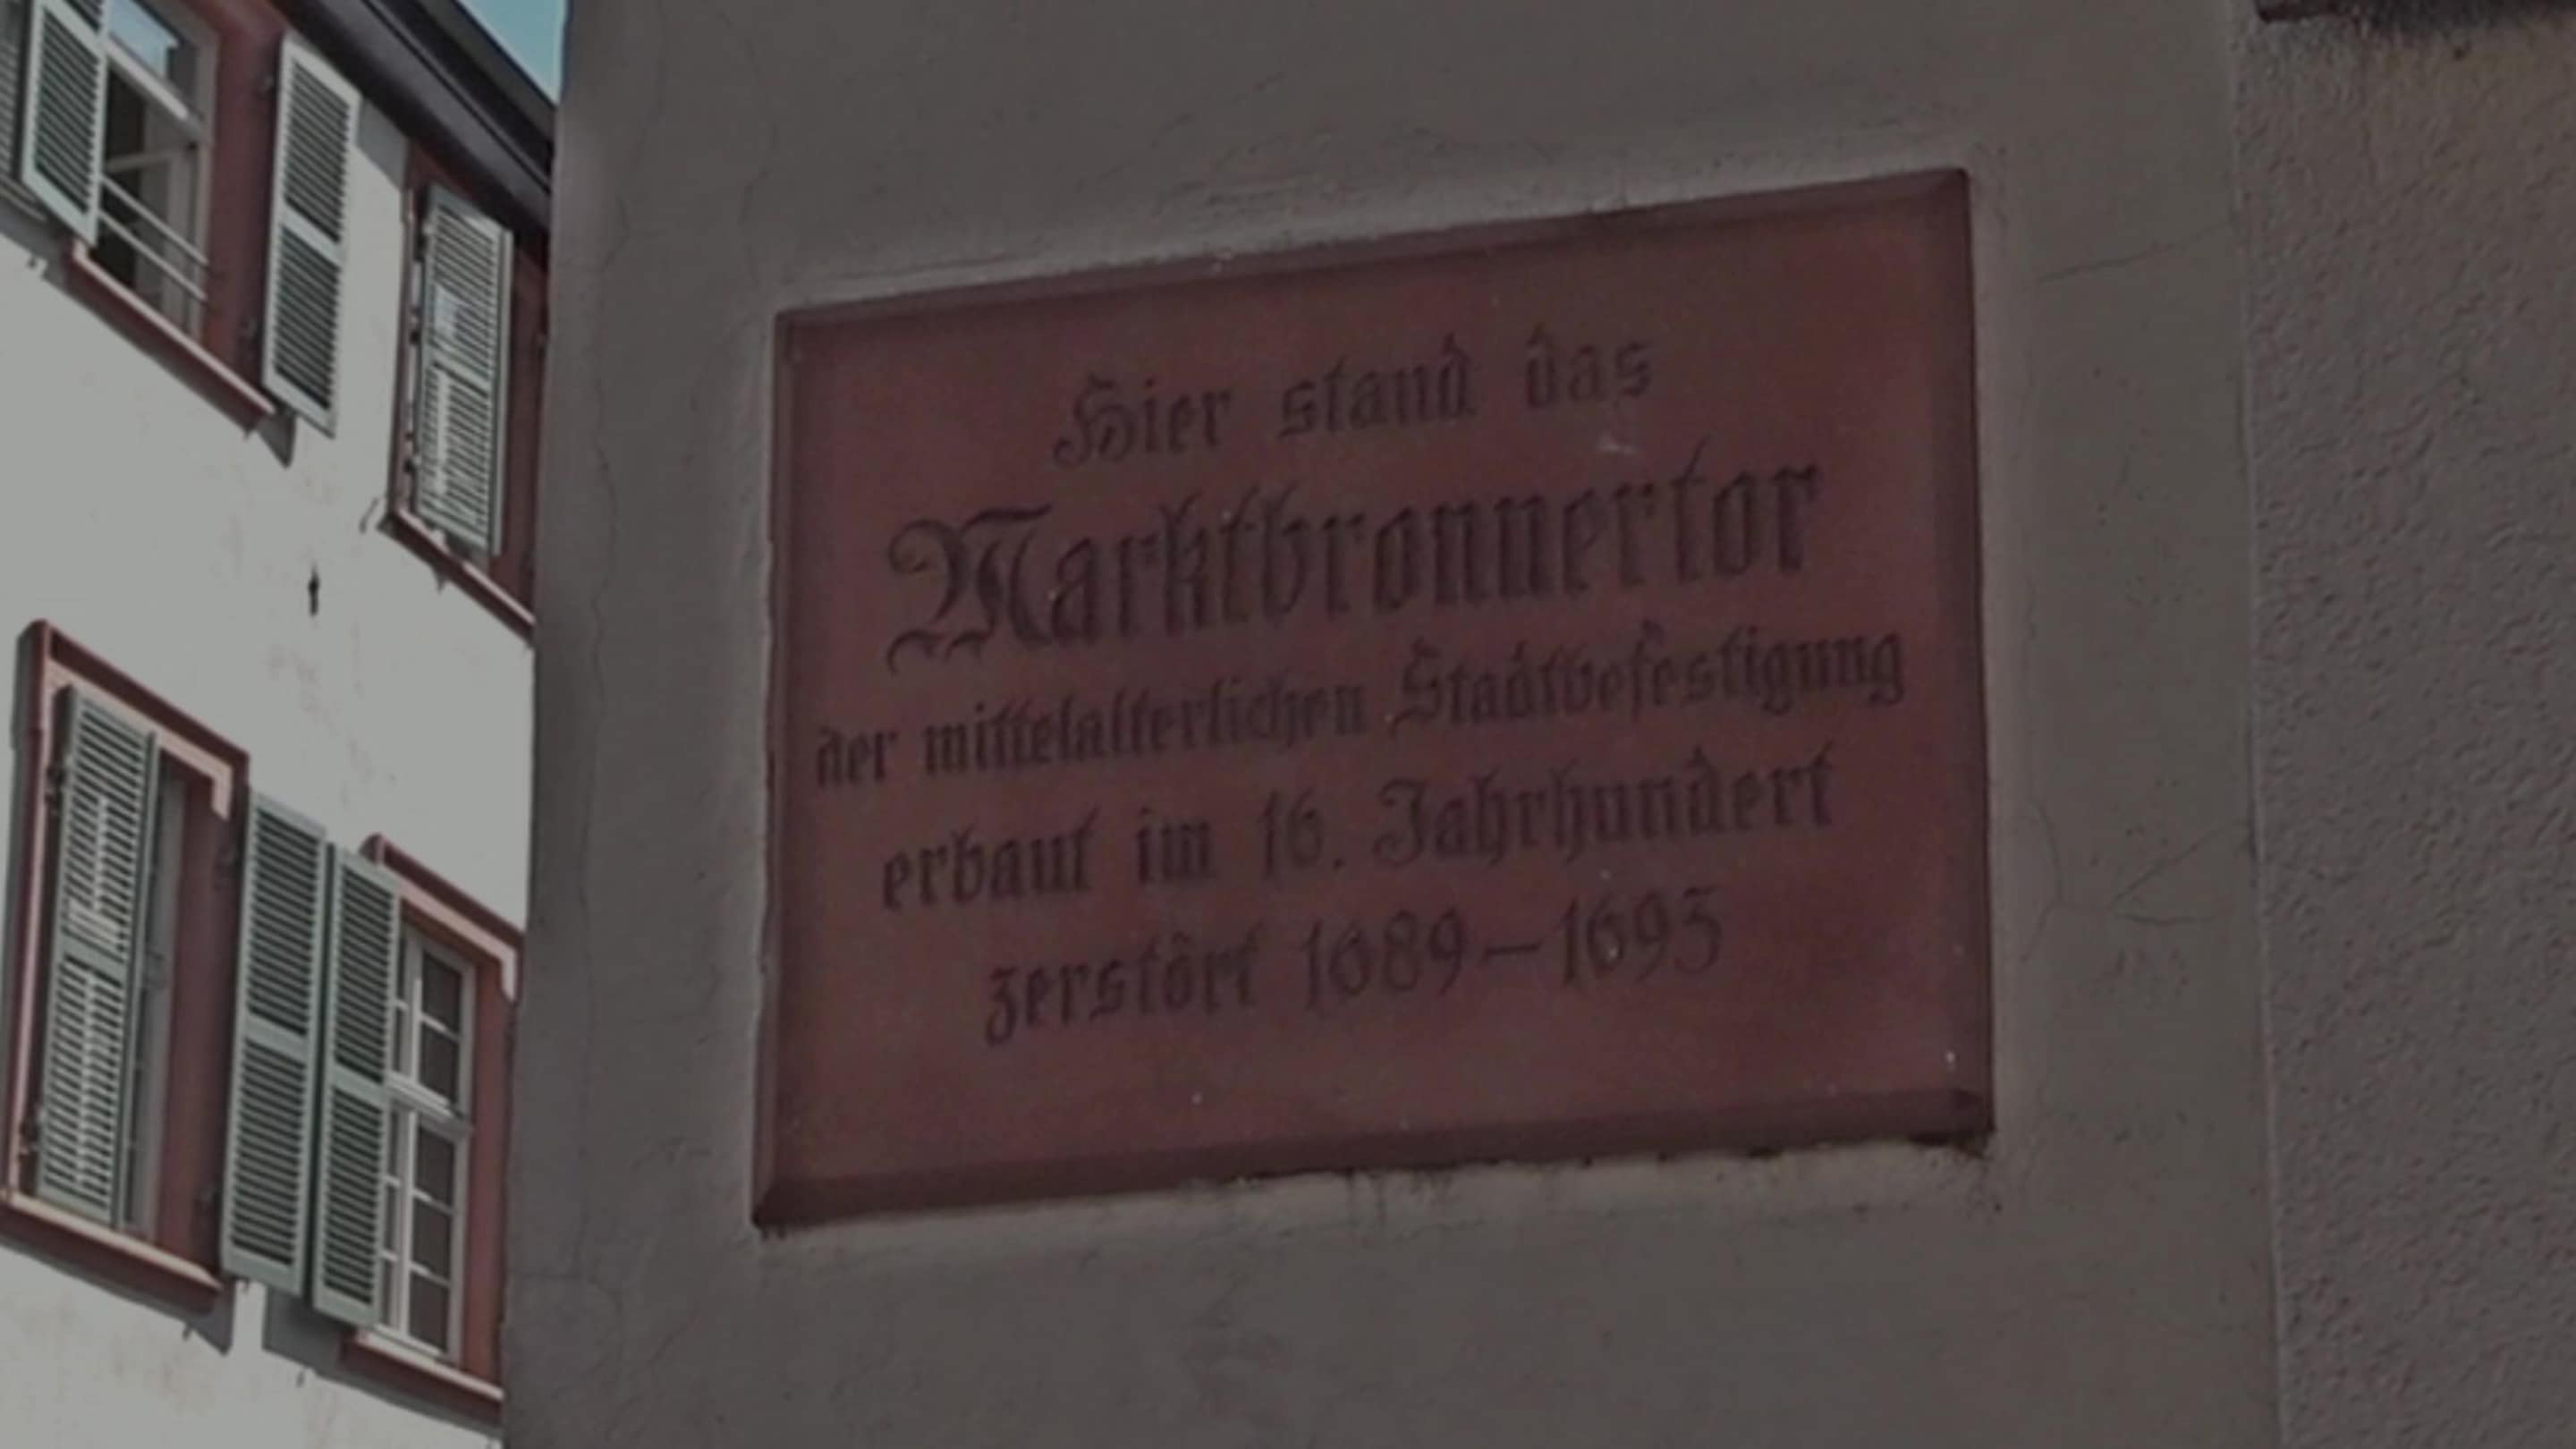 Hier stand das
Marktbronnertor
der mittelalterlichen Stadtbefestigung
erbaut im 16. Jahrhundert
zerstört 1689–1693